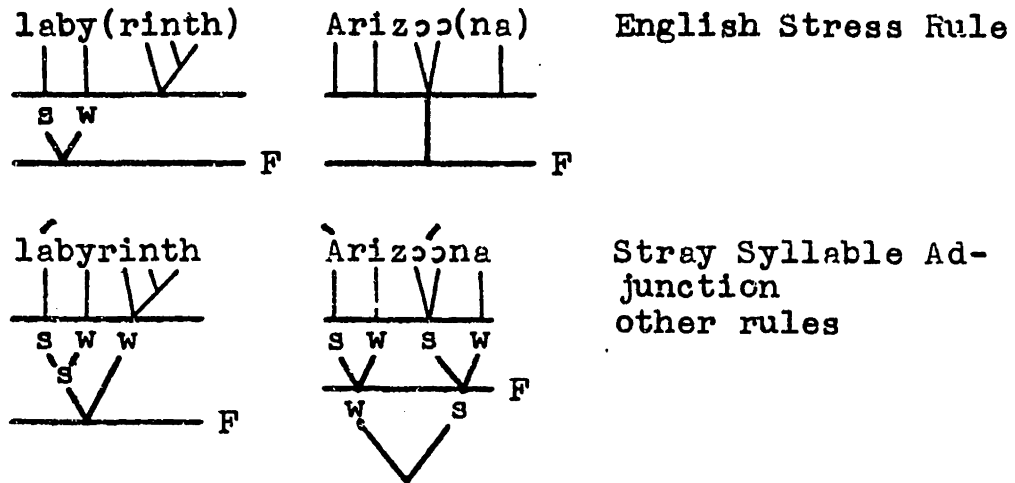 laby(rinth) Arizɔɔ(na) English Stress Rule
s w
F F
lábyrinth Àrizɔ́ɔna Stray Syllable Ad-
junction
other rules
s w w s w s w
s
F
F
w s